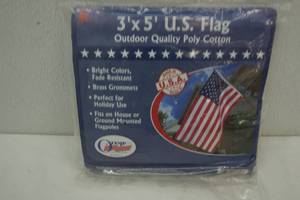 3'x 5' U.S. Flag
Outdoor Quality Poly Cotton
• Bright Colors,
Fade Resistant
• Brass Grommets
• Perfect for
Holiday Use
• Fits on House or
Ground Mounted
Flagpoles
U.S.A.